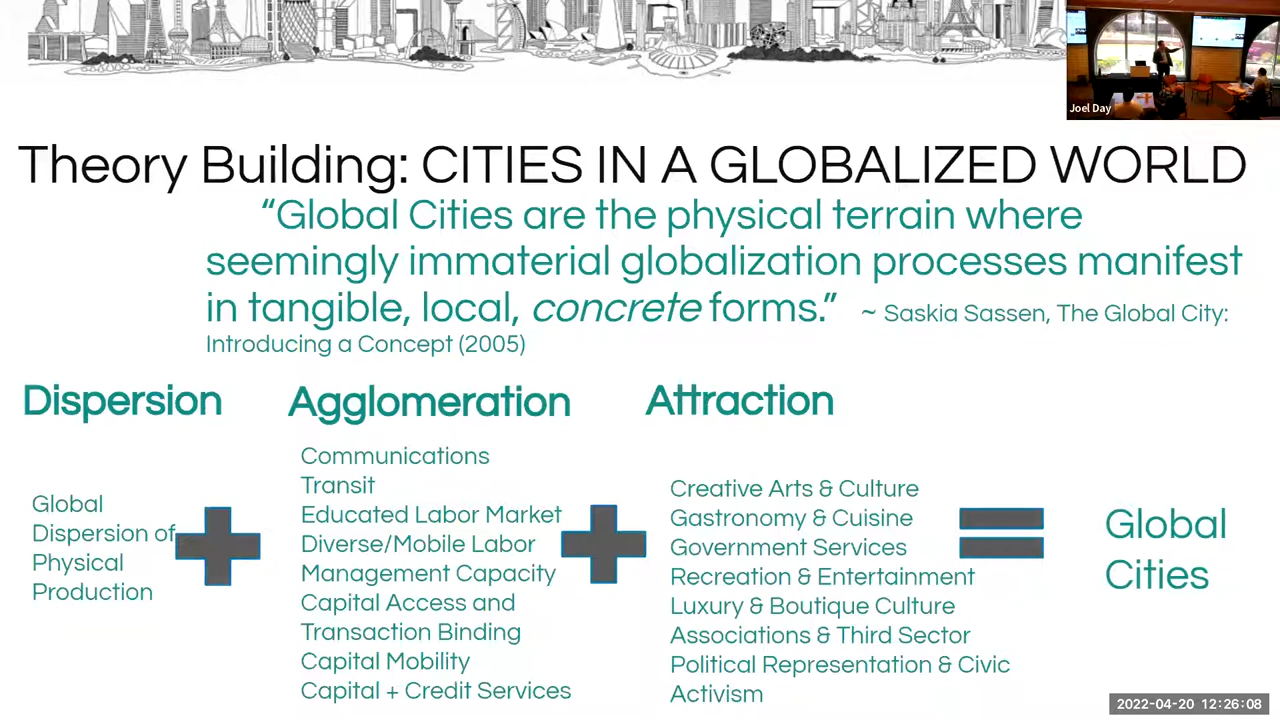 Joel Day
Theory Building: CITIES IN A GLOBALIZED WORLD
“Global Cities are the physical terrain where
seemingly immaterial globalization processes manifest
in tangible, local, concrete forms.” ~ Saskia Sassen, The Global City:
Introducing a Concept (2005)
Dispersion
Global
Dispersion of
Physical
Production
Agglomeration
Communications
Transit
Educated Labor Market
Diverse/Mobile Labor
Management Capacity
Capital Access and
Transaction Binding
Capital Mobility
Capital + Credit Services
Attraction
Creative Arts & Culture
Gastronomy & Cuisine
Government Services
Recreation & Entertainment
Luxury & Boutique Culture
Associations & Third Sector
Political Representation & Civic
Activism
Global
Cities
2022-04-20 12:26:08